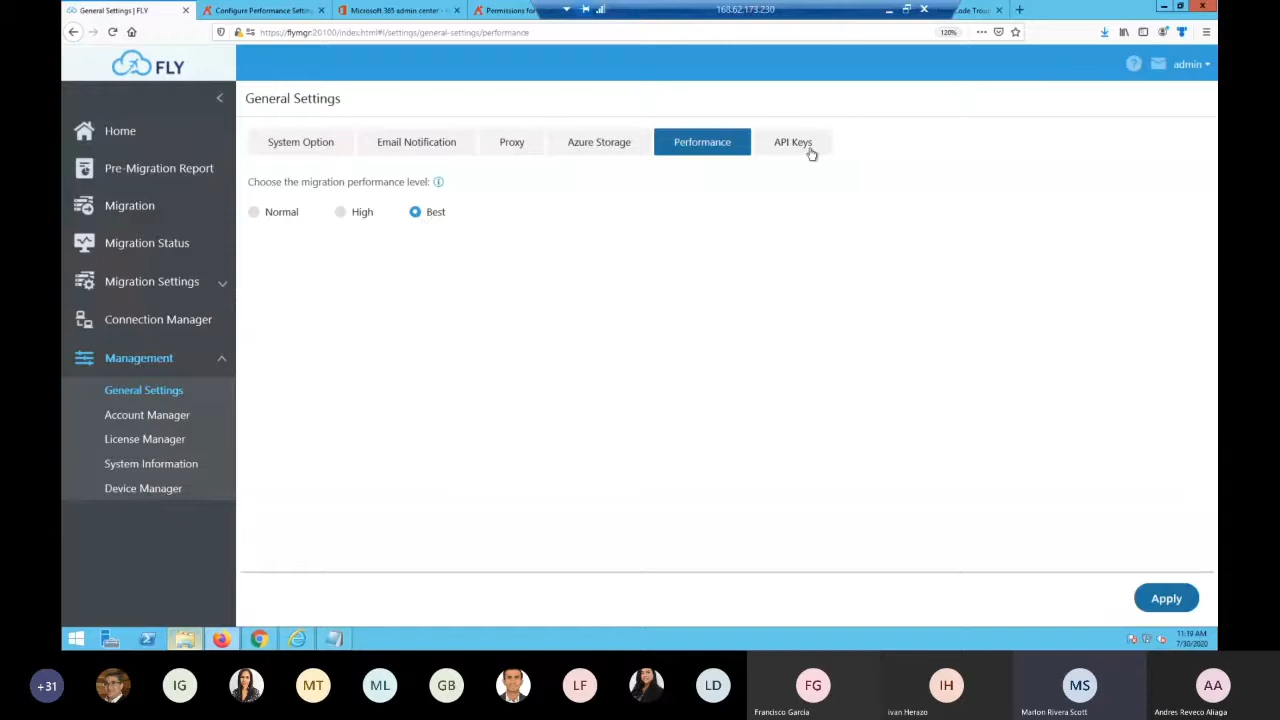 General Settings | FLY
Configure Performance Setting
Microsoft 365 admin center -
Permissions for
168.62.173.230
Code Trou
https://flymgr:20100/index.html#/settings/general-settings/performance
120%
FLY
admin
General Settings
System Option
Email Notification
Proxy
Azure Storage
Performance
API Keys
Choose the migration performance level:
Normal
High
Best
Home
Pre-Migration Report
Migration
Migration Status
Migration Settings
Connection Manager
Management
General Settings
Account Manager
License Manager
System Information
Device Manager
Apply
11:19 AM
7/30/2020
+31
IG
MT
ML
GB
LF
LD
FG
IH
MS
AA
Francisco Garcia
ivan Herazo
Marlon Rivera Scott
Andres Reveco Aliaga